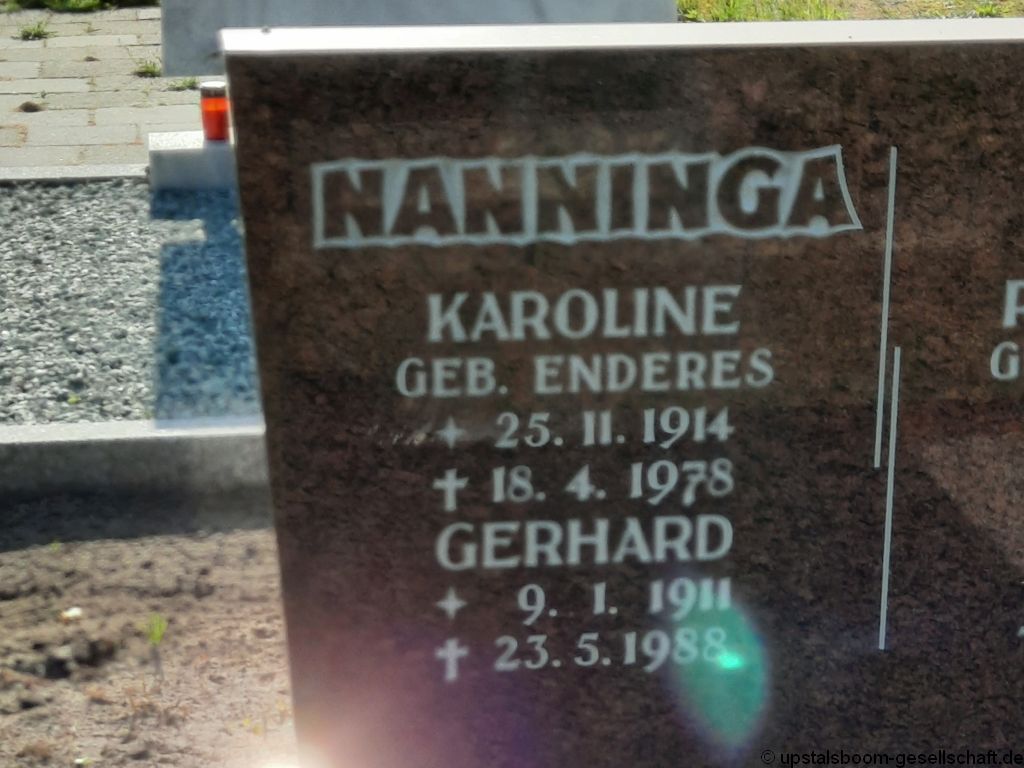 NANNINGA
KAROLINE
GEB. ENDERES
25. 11. 1914
† 18. 4. 1978
GERHARD
9. 1. 1911
† 23. 5. 1988
© upstalsboom-gesellschaft.de